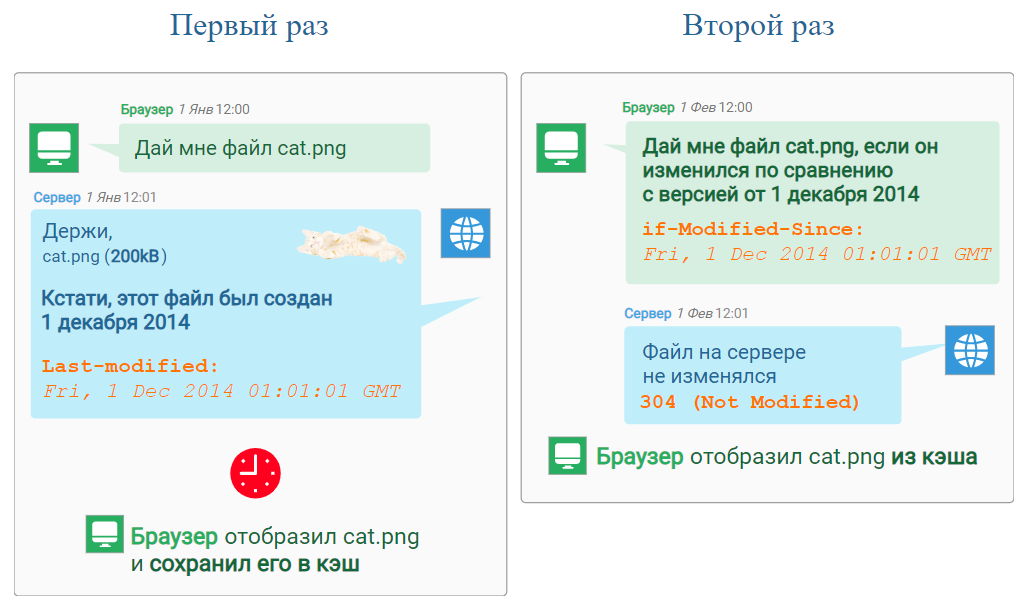 Первый раз
Браузер 1 Янв 12:00
Дай мне файл cat.png
Сервер 1 Янв 12:01
Держи,
cat.png (200kB)
Кстати, этот файл был создан
1 декабря 2014
Last-modified:
Fri, 1 Dec 2014 01:01:01 GMT
Браузер отобразил cat.png
и сохранил его в кэш
Второй раз
Браузер 1 Фев 12:00
Дай мне файл cat.png, если он
изменился по сравнению
с версией от 1 декабря 2014
if-Modified-Since:
Fri, 1 Dec 2014 01:01:01 GMT
Сервер 1 Фев 12:01
Файл на сервере
не изменялся
304 (Not Modified)
Браузер отобразил cat.png из кэша